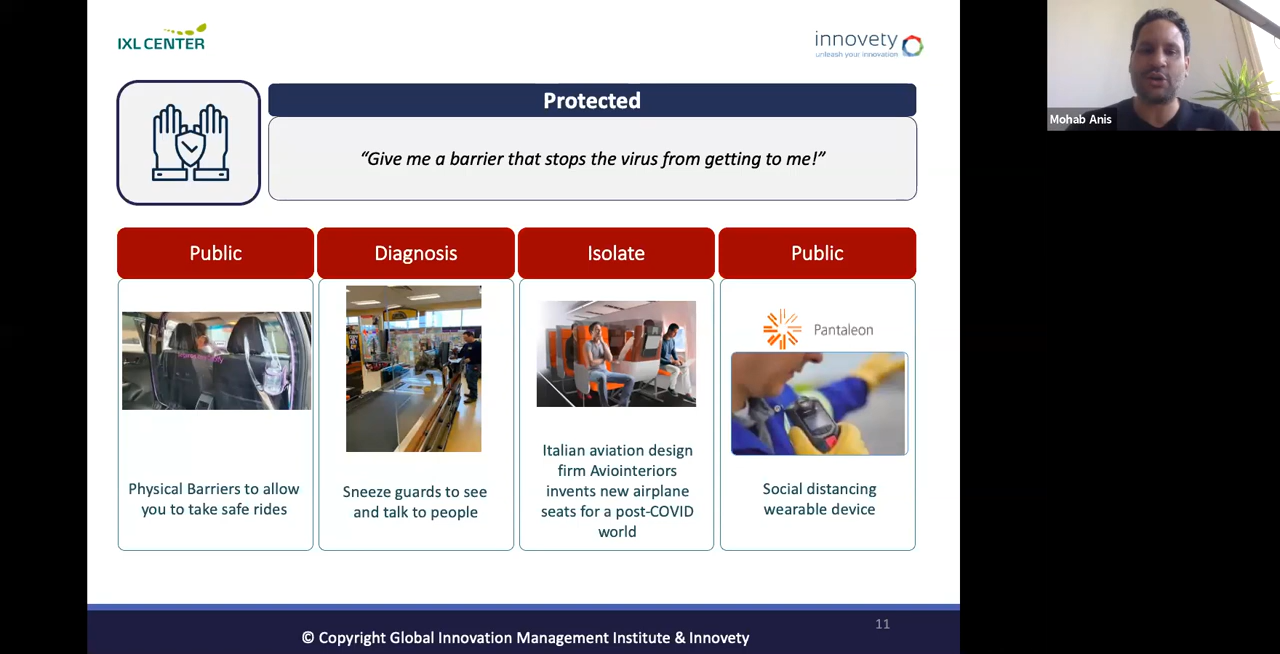 IXL CENTER
innovety
unleash your innovation
Mohab Anis
Protected
“Give me a barrier that stops the virus from getting to me!”
Public
Diagnosis
Isolate
Public
Pantaleon
Physical Barriers to allow
you to take safe rides
Sneeze guards to see
and talk to people
Italian aviation design
firm Aviointeriors
invents new airplane
seats for a post-COVID
world
Social distancing
wearable device
11
© Copyright Global Innovation Management Institute & Innovety